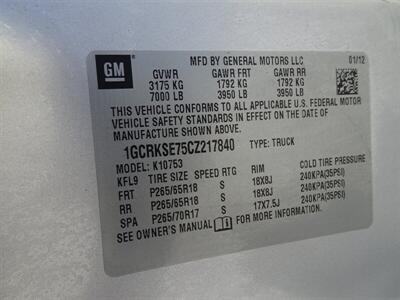 GM
MFD BY GENERAL MOTORS LLC 01/12
GVWR GAWR FRT GAWR RR
3175 KG 1792 KG 1792 KG
7000 LB 3950 LB 3950 LB
THIS VEHICLE CONFORMS TO ALL APPLICABLE U.S. FEDERAL MOTOR
VEHICLE SAFETY STANDARDS IN EFFECT ON THE DATE OF
MANUFACTURE SHOWN ABOVE.
1GCRKSE75CZ217840 TYPE: TRUCK
MODEL: K10753
KFL9 TIRE SIZE SPEED RTG RIM COLD TIRE PRESSURE
FRT P265/65R18 S 18X8J 240KPA(35PSI)
RR P265/65R18 S 18X8J 240KPA(35PSI)
SPA P265/70R17 S 17X7.5J 240KPA(35PSI)
SEE OWNER'S MANUAL FOR MORE INFORMATION.